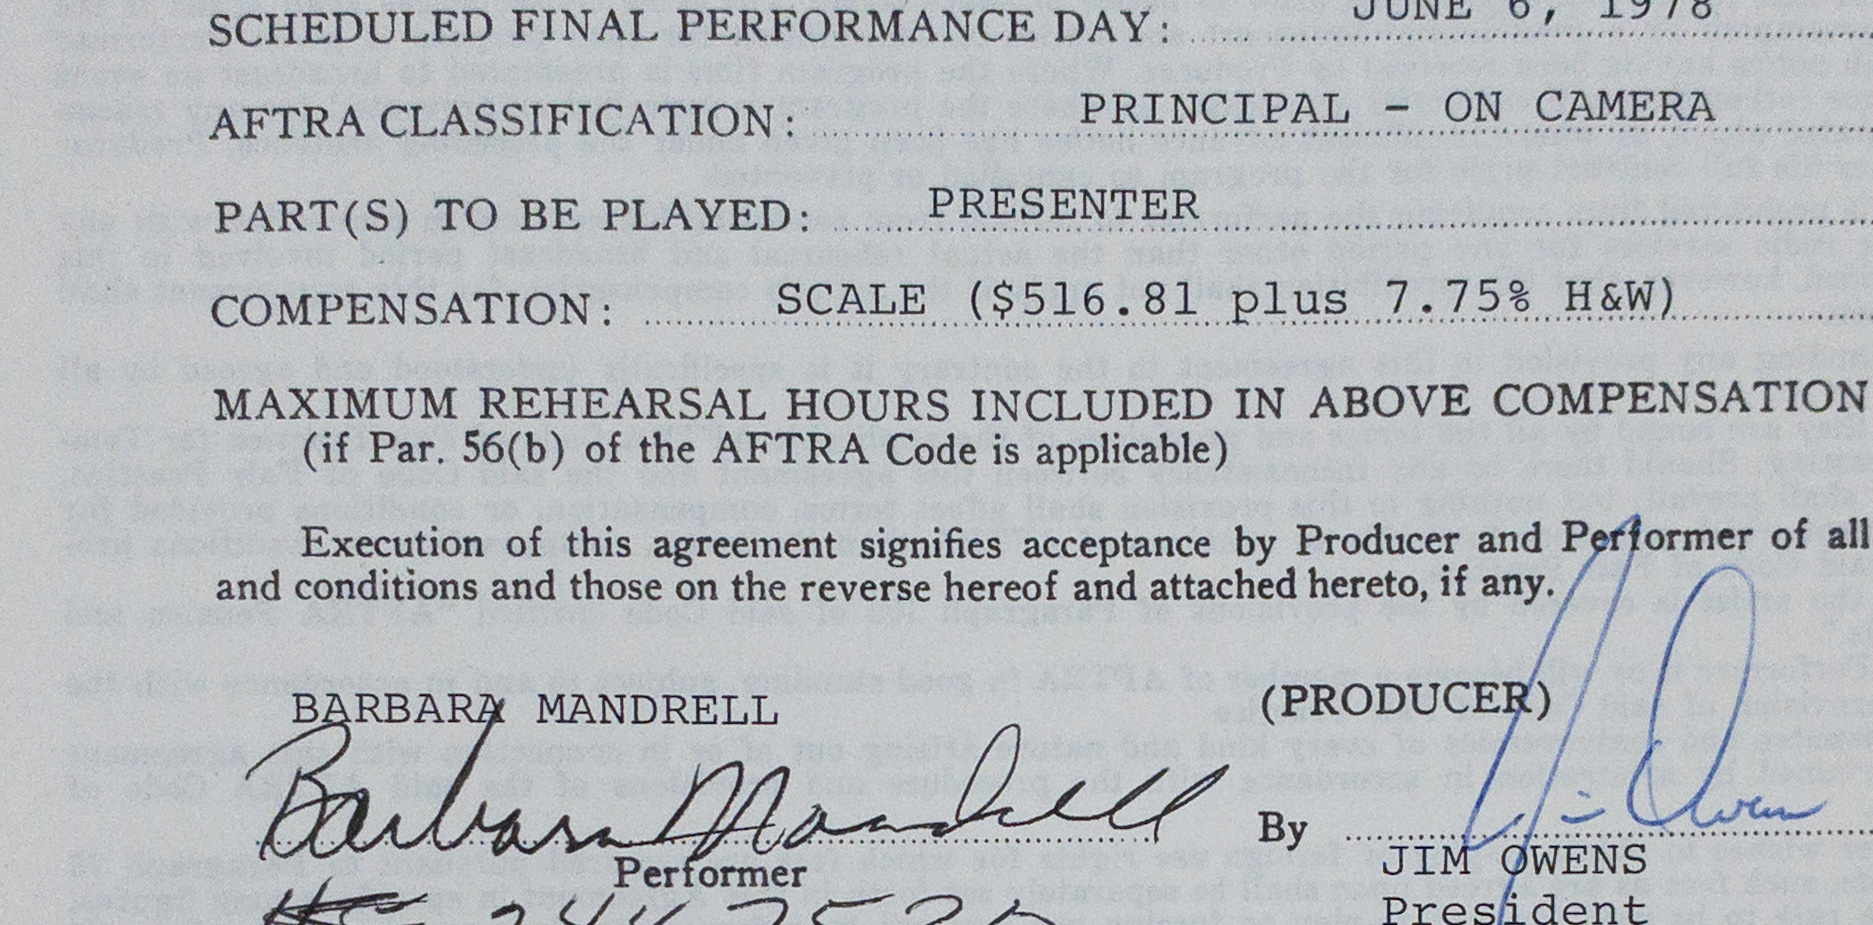 SCHEDULED FINAL PERFORMANCE DAY: JUNE 6, 1978
AFTRA CLASSIFICATION: PRINCIPAL - ON CAMERA
PART(S) TO BE PLAYED: PRESENTER
COMPENSATION: SCALE ($516.81 plus 7.75% H&W)
MAXIMUM REHEARSAL HOURS INCLUDED IN ABOVE COMPENSATION
(if Par. 56(b) of the AFTRA Code is applicable)
Execution of this agreement signifies acceptance by Producer and Performer of all
and conditions and those on the reverse hereof and attached hereto, if any.
BARBARA MANDRELL (PRODUCER)
Barbara Mandrell By Jim Owens
Performer JIM OWENS
President